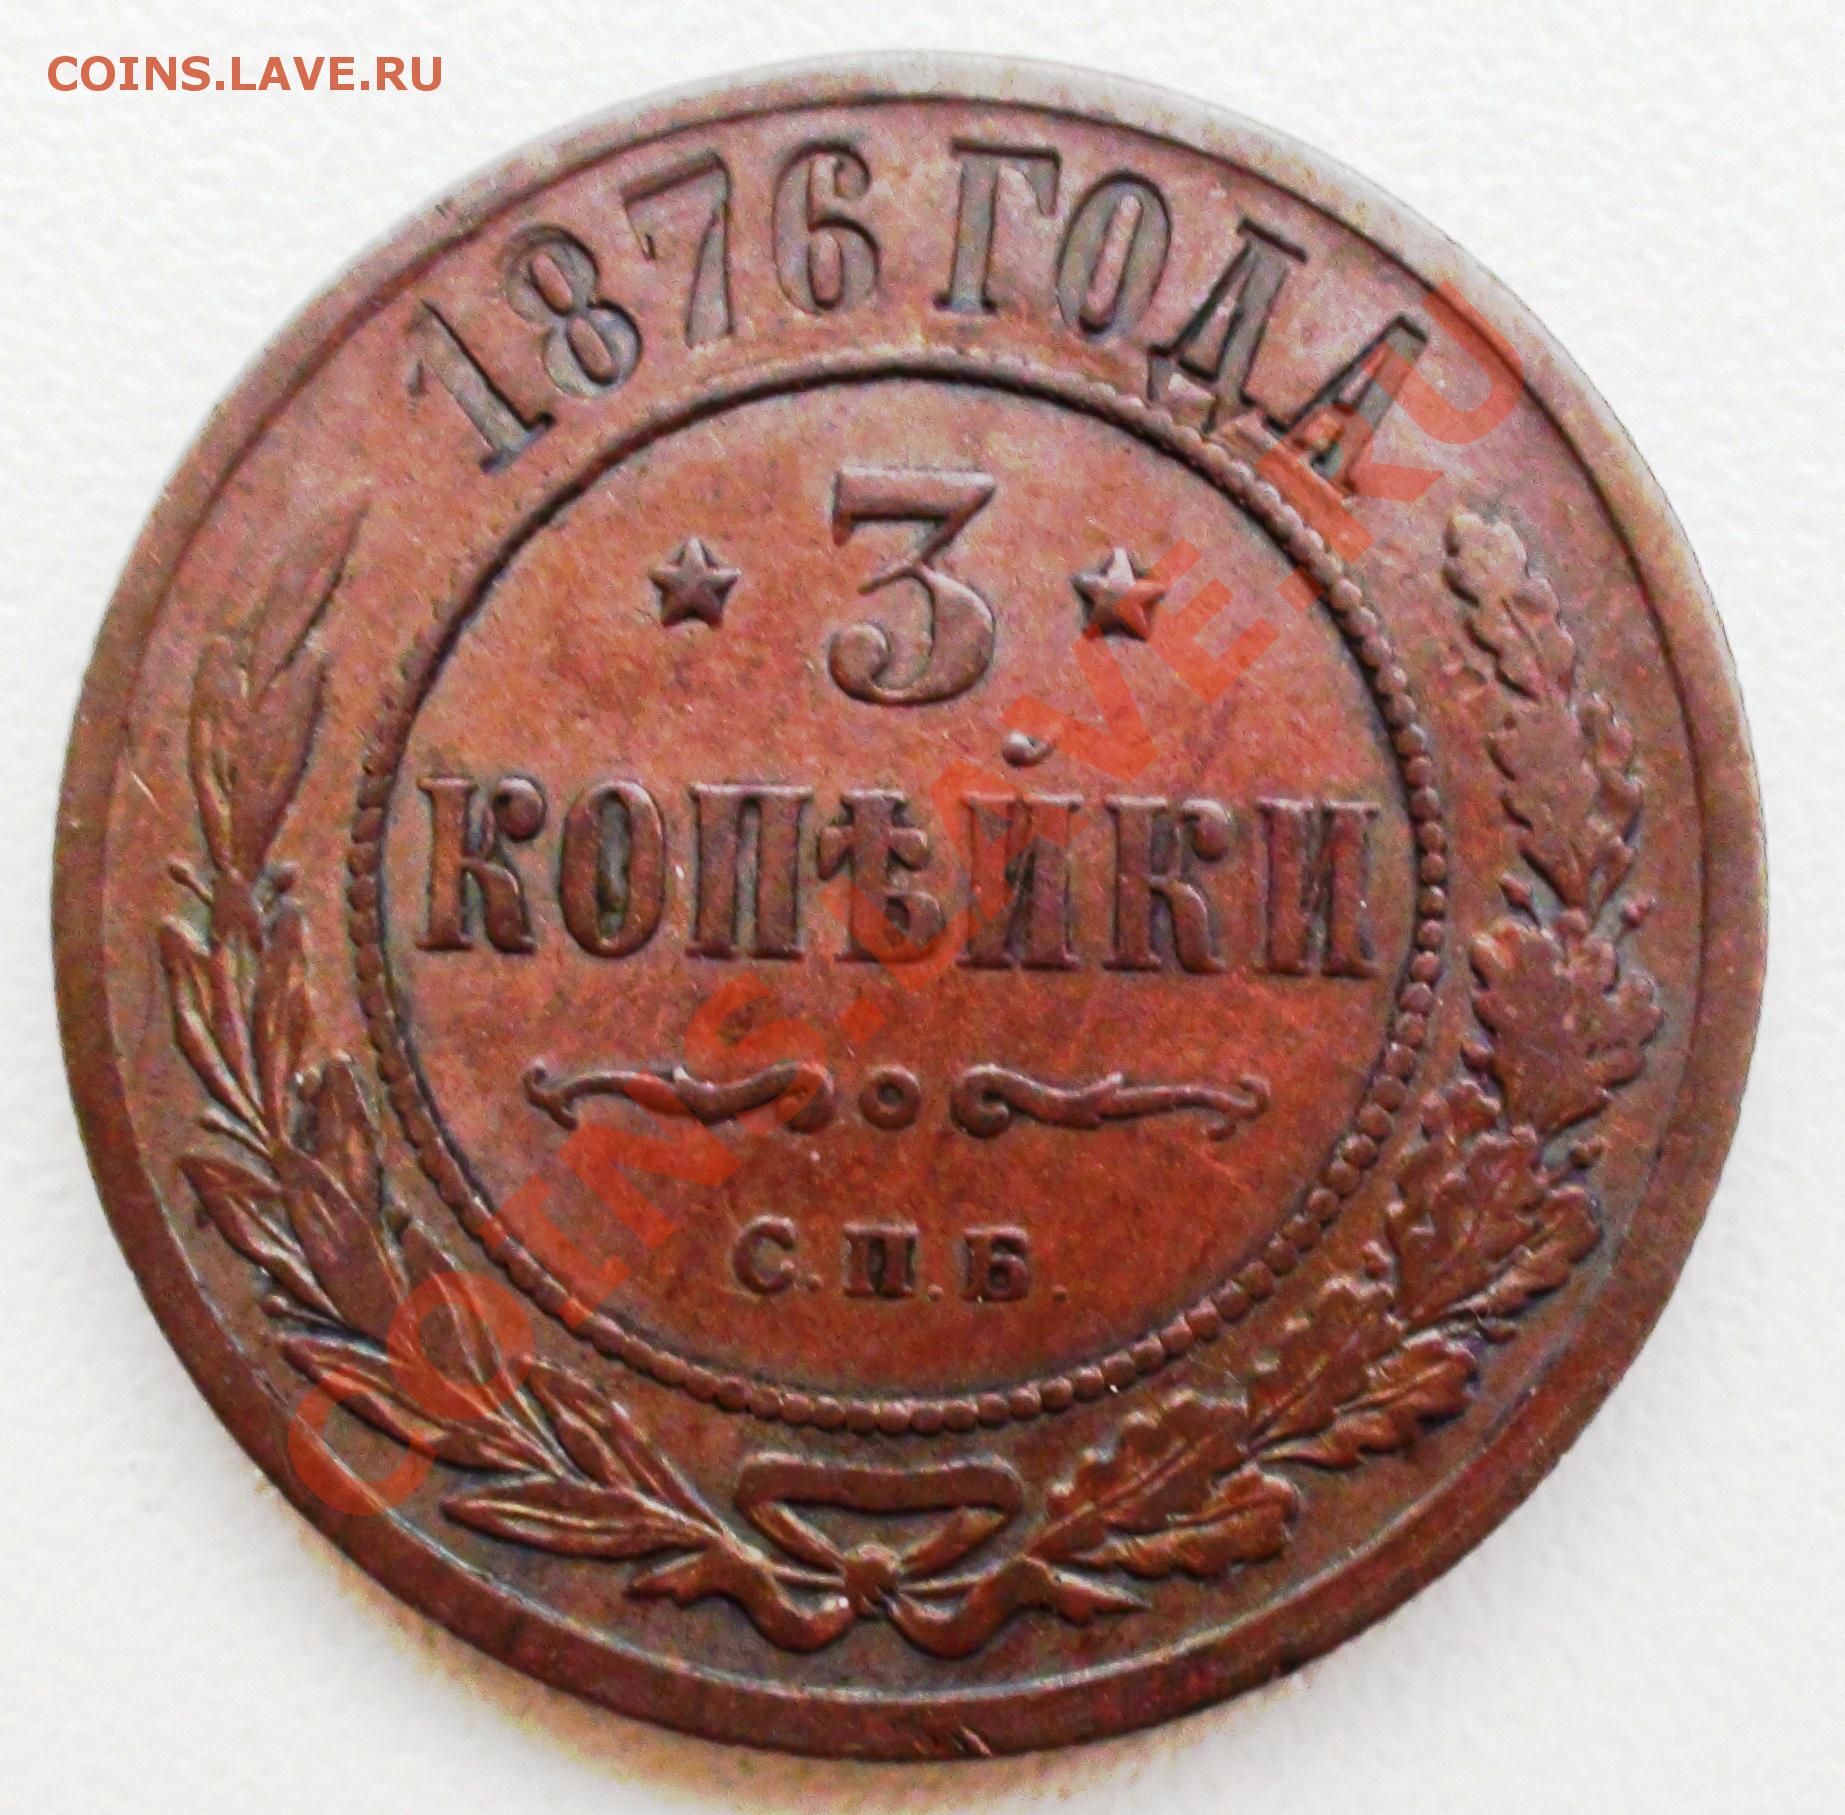 COINS.LAVE.RU
1876 ГОДА
3
КОПѢЙКИ
С.П.Б.
COINS.LAVE.RU